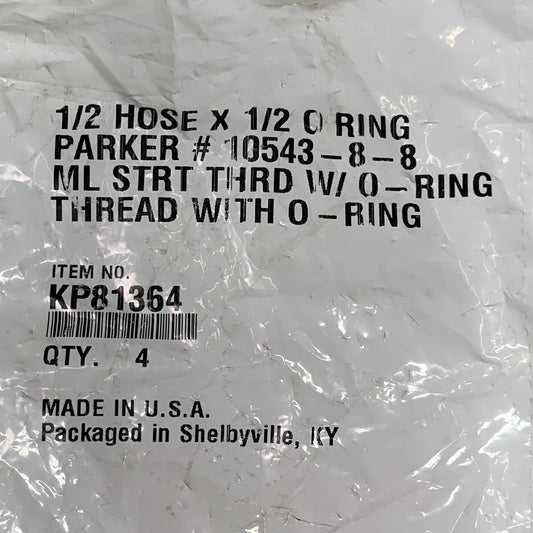 1/2 HOSE X 1/2 O RING
PARKER # 10543-8-8
ML STRT THRD W/ O-RING
THREAD WITH O-RING
ITEM NO.
KP81364
QTY. 4
MADE IN U.S.A.
Packaged in Shelbyville, KY